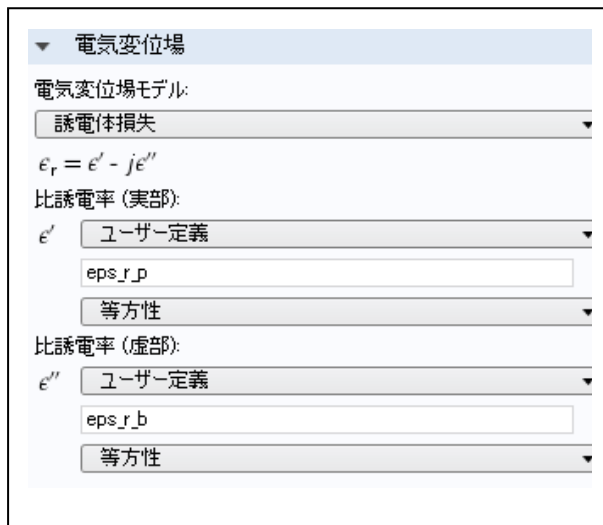 電気変位場
電気変位場モデル:
誘電体損失
ϵr = ϵ′ - jϵ″
比誘電率 (実部):
ϵ′ ユーザー定義
eps_r_p
等方性
比誘電率 (虚部):
ϵ″ ユーザー定義
eps_r_b
等方性